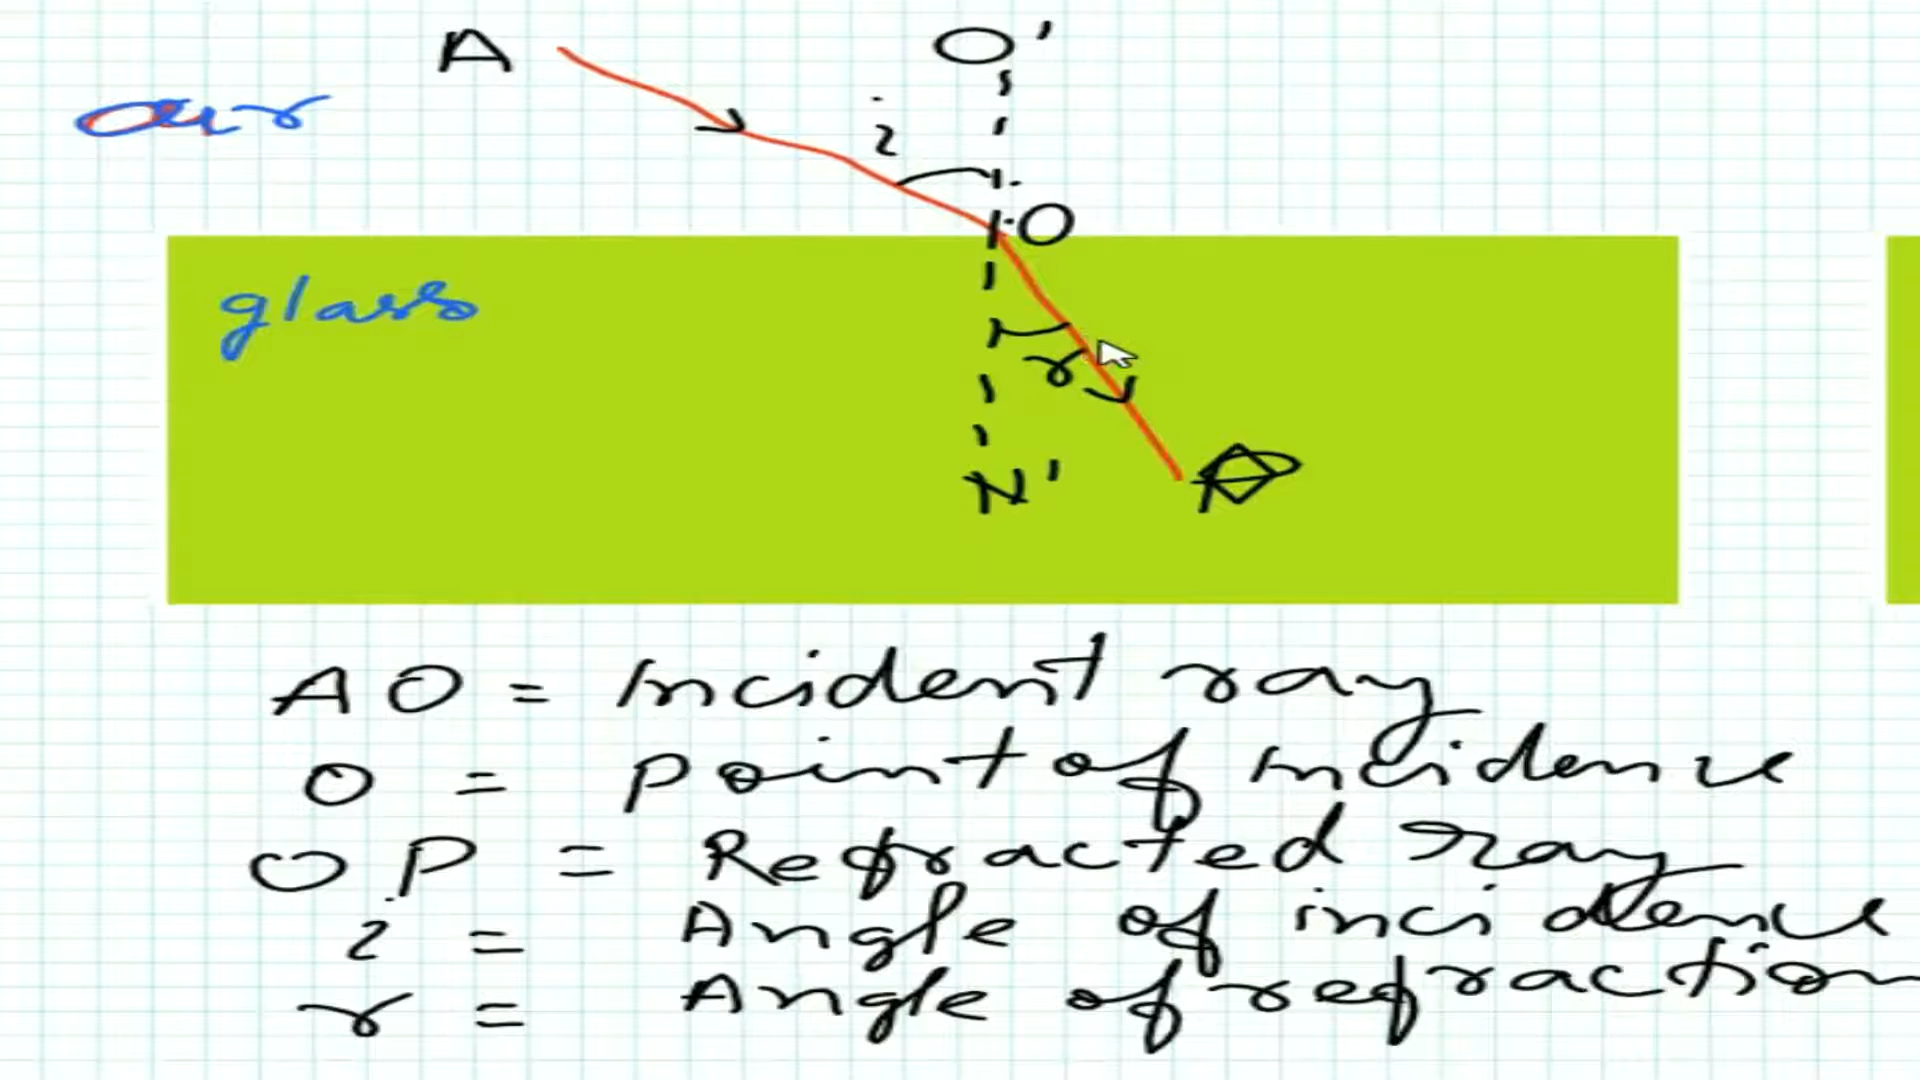 A
O'
air
i
O
glass
r
N'
P
AO = Incident ray
O = Point of incidence
OP = Refracted ray
i = Angle of incidence
r = Angle of refraction